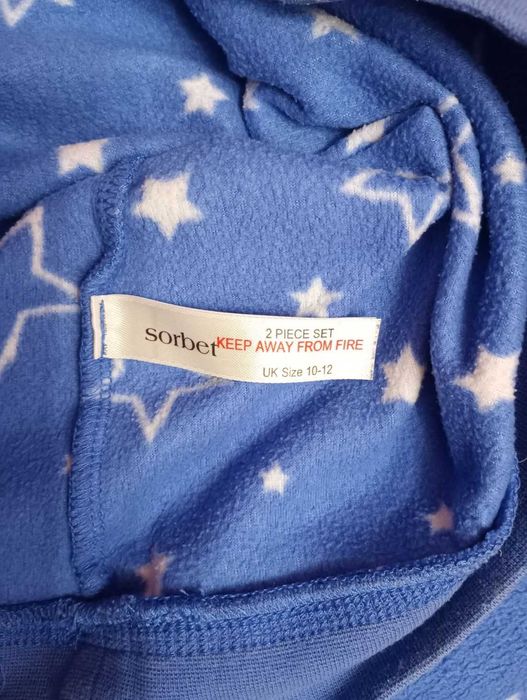 2 PIECE SET
sorbet KEEP AWAY FROM FIRE
UK Size 10-12